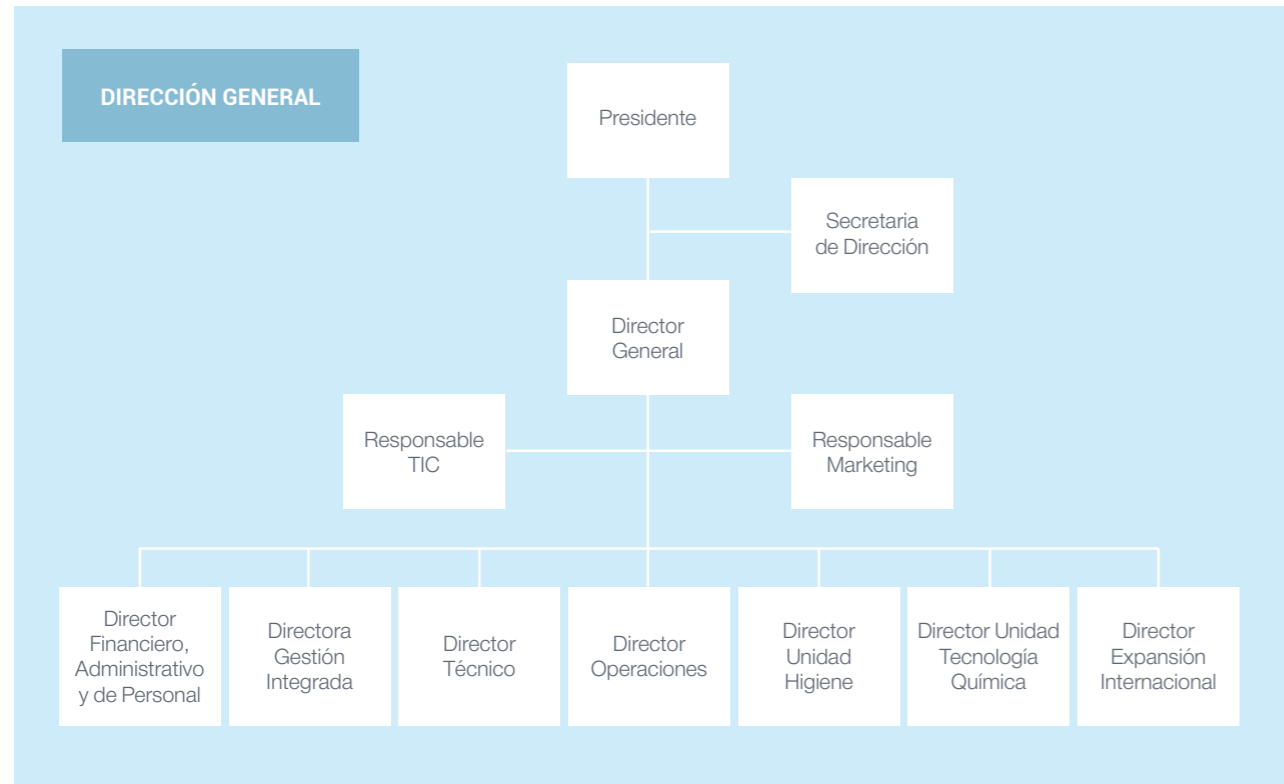 DIRECCIÓN GENERAL
Presidente
Secretaria
de Dirección
Director
General
Responsable
TIC
Responsable
Marketing
Director
Financiero,
Administrativo
y de Personal
Directora
Gestión
Integrada
Director
Técnico
Director
Operaciones
Director
Unidad
Higiene
Director Unidad
Tecnología
Química
Director
Expansión
Internacional